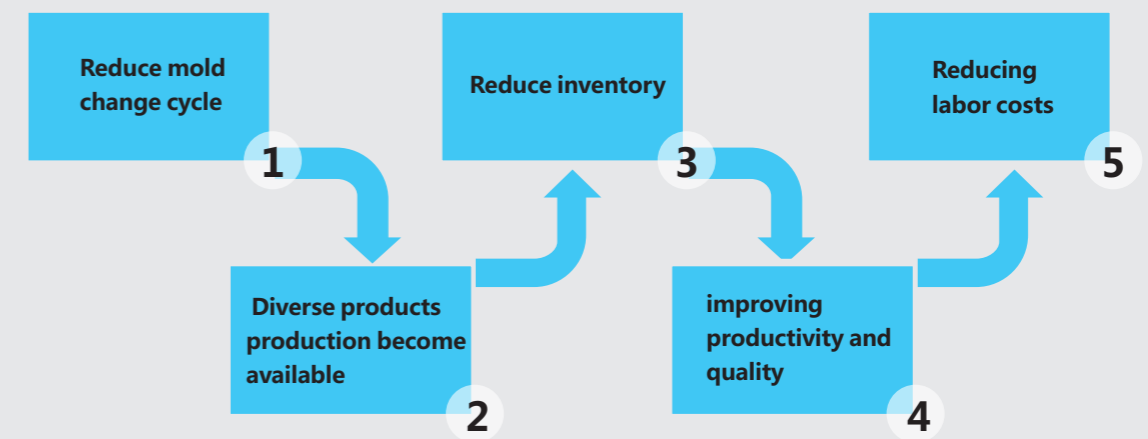 Reduce mold
change cycle
1
Diverse products
production become
available
2
Reduce inventory
3
improving
productivity and
quality
4
Reducing
labor costs
5